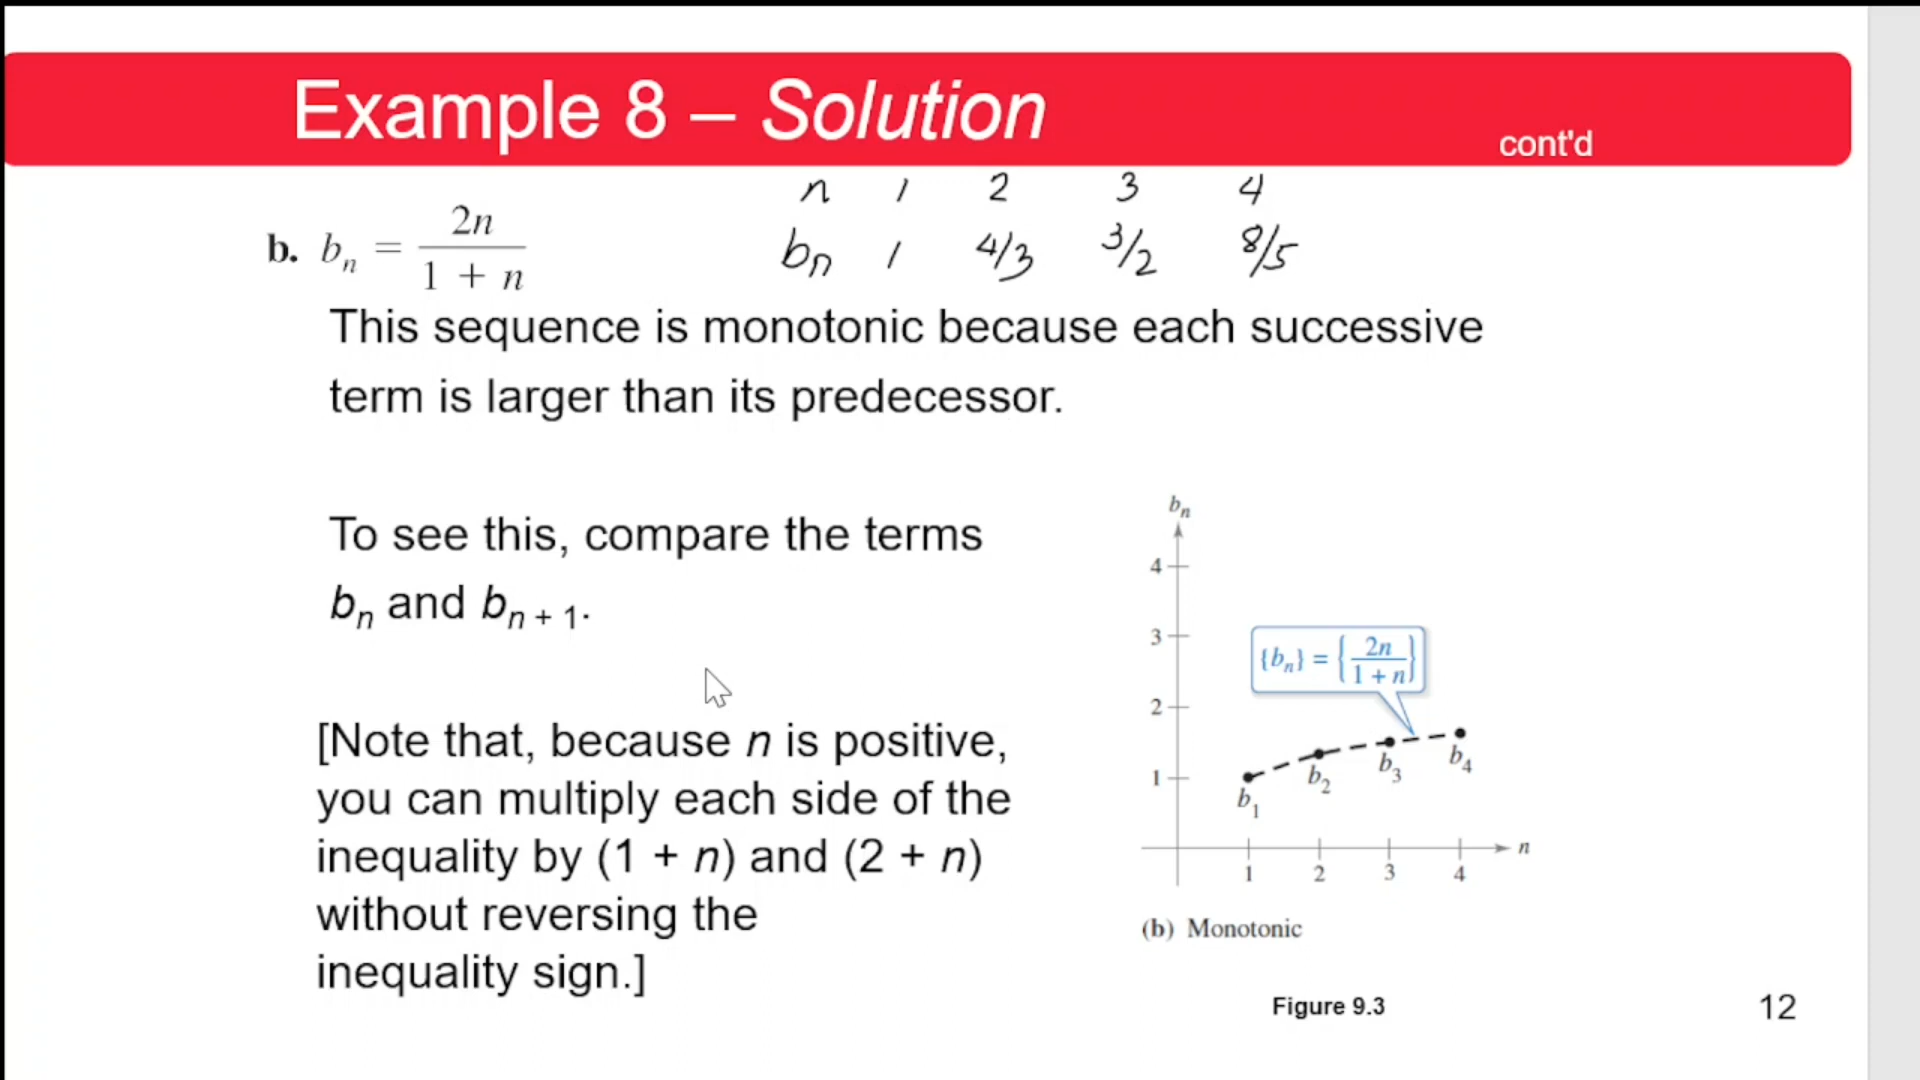 Example 8 – Solution
cont'd
n 1 2 3 4
b. bₙ = 2n / 1 + n
bn 1 4/3 3/2 8/5
This sequence is monotonic because each successive
term is larger than its predecessor.
To see this, compare the terms
bₙ and bₙ ₊ ₁.
[Note that, because n is positive,
you can multiply each side of the
inequality by (1 + n) and (2 + n)
without reversing the
inequality sign.]
bₙ
4
3
{bₙ} = {2n / 1 + n}
2
1
b₁ b₂ b₃ b₄
n
1 2 3 4
(b) Monotonic
Figure 9.3
12